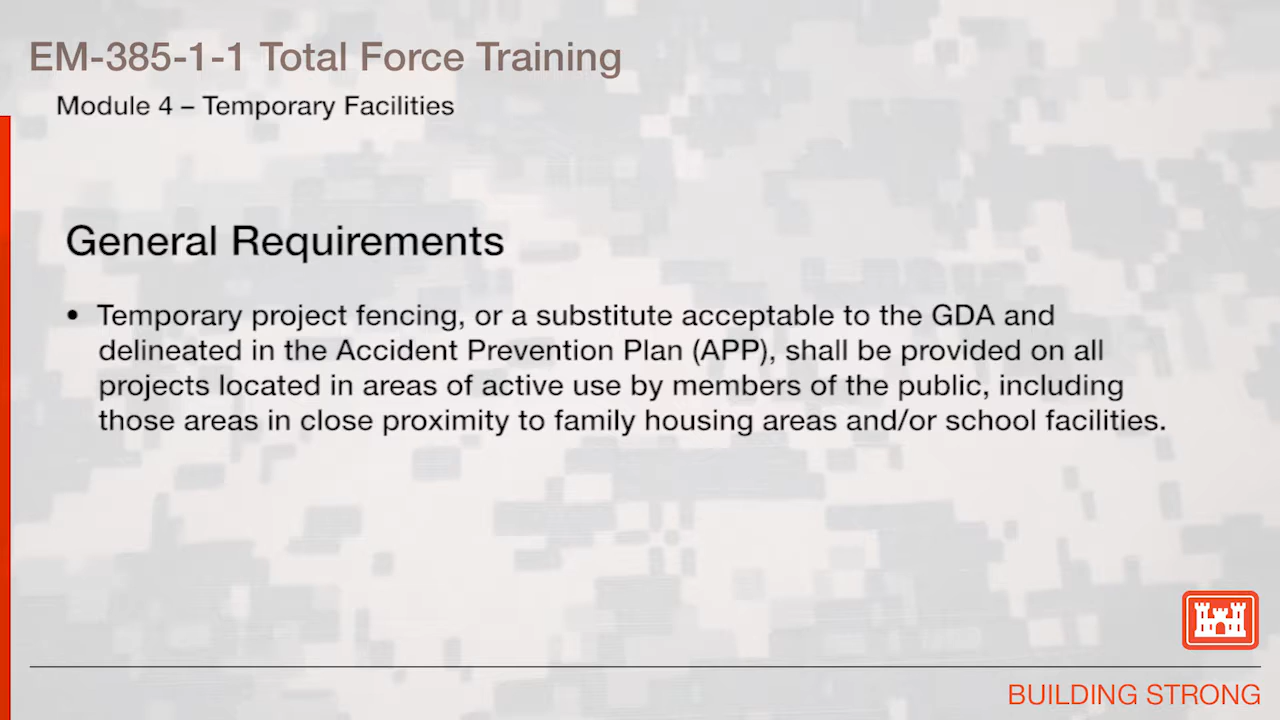 EM-385-1-1 Total Force Training
Module 4 – Temporary Facilities
General Requirements
• Temporary project fencing, or a substitute acceptable to the GDA and
delineated in the Accident Prevention Plan (APP), shall be provided on all
projects located in areas of active use by members of the public, including
those areas in close proximity to family housing areas and/or school facilities.
BUILDING STRONG